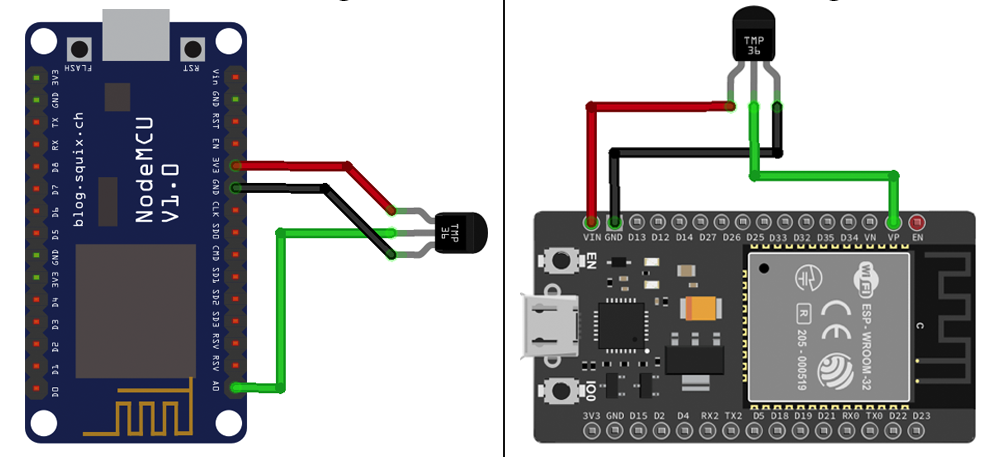 FLASH
RST
3V3
GND
TX
RX
D8
D7
D6
D5
GND
3V3
D4
D3
D2
D1
D0
blog.squix.ch
NodeMCU
V1.0
Vin
GND
RST
EN
3V3
GND
CLK
SD0
CMD
SD1
SD2
SD3
RSV
RSV
A0
TMP
36
TMP
36
VIN GND D13 D12 D14 D27 D26 D25 D33 D32 D35 D34 VN VP EN
EN
IO0
WiFi
ESP-WROOM-32
CE
R
205-000519
C
3V3 GND D15 D2 D4 RX2 TX2 D5 D18 D19 D21 RX0 TX0 D22 D23